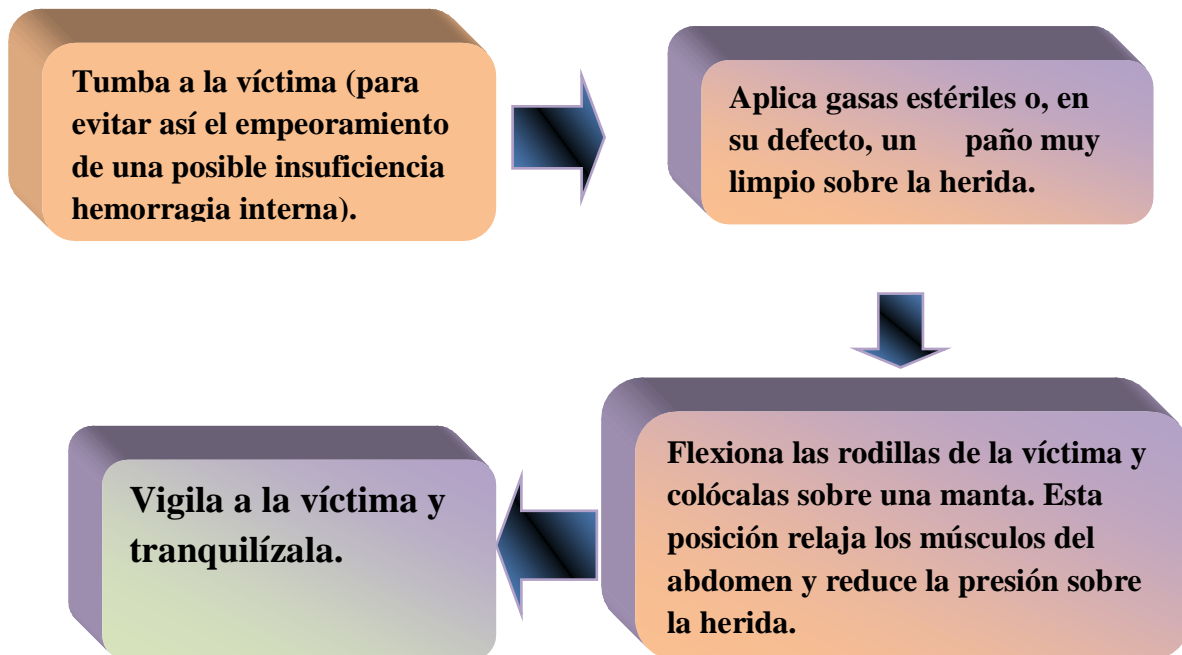 Tumba a la víctima (para
evitar así el empeoramiento
de una posible insuficiencia
hemorragia interna).
Aplica gasas estériles o, en
su defecto, un paño muy
limpio sobre la herida.
Flexiona las rodillas de la víctima y
colócalas sobre una manta. Esta
posición relaja los músculos del
abdomen y reduce la presión sobre
la herida.
Vigila a la víctima y
tranquilízala.